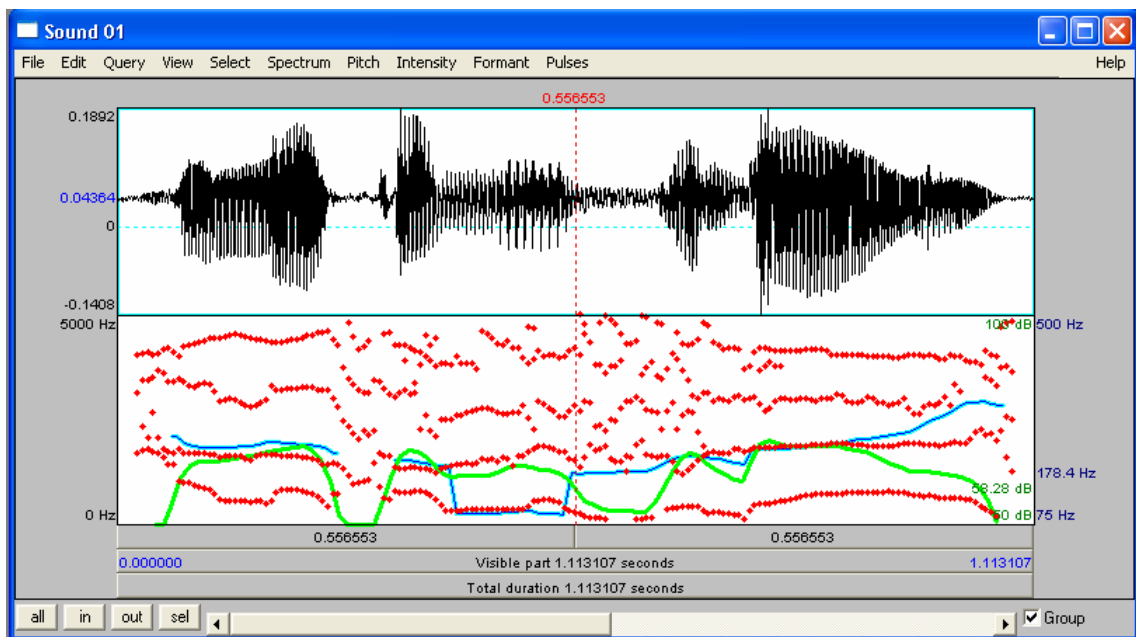 Sound 01
File Edit Query View Select Spectrum Pitch Intensity Formant Pulses Help
0.556553
0.1892
0.04364
0
-0.1408
5000 Hz 100 dB 500 Hz
178.4 Hz
58.28 dB
0 Hz 50 dB 75 Hz
0.556553 0.556553
0.000000 Visible part 1.113107 seconds 1.113107
Total duration 1.113107 seconds
all in out sel Group